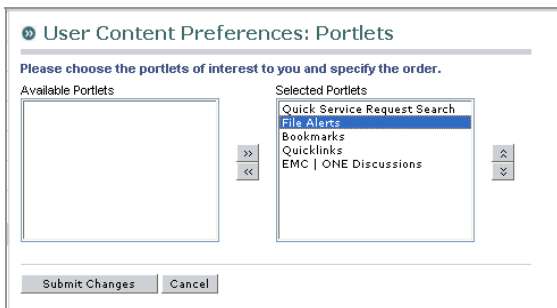 User Content Preferences: Portlets
Please choose the portlets of interest to you and specify the order.
Available Portlets
Selected Portlets
Quick Service Request Search
File Alerts
Bookmarks
Quicklinks
EMC | ONE Discussions
>>
<<
Submit Changes
Cancel